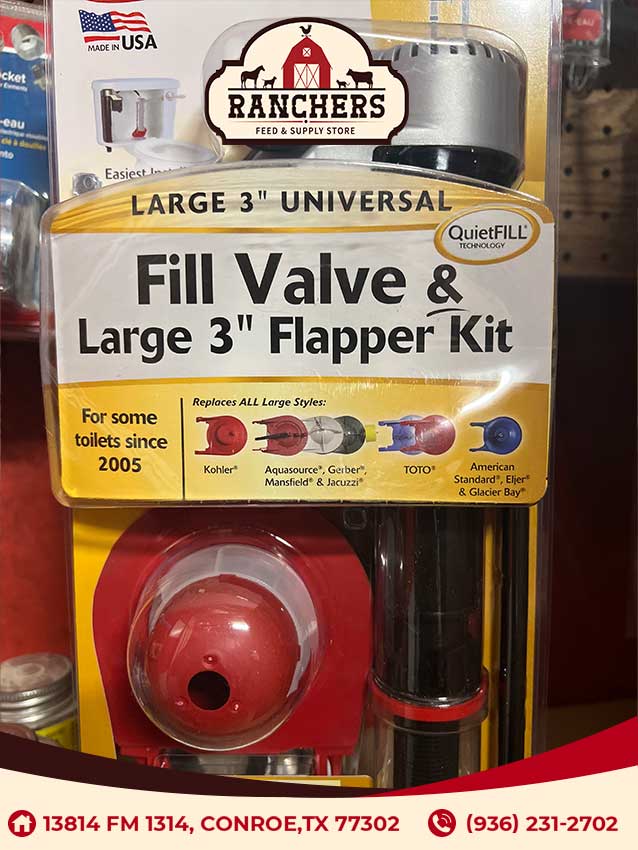 MADE IN USA
RANCHERS
FEED & SUPPLY STORE
Easiest
LARGE 3" UNIVERSAL
QuietFILL®
TECHNOLOGY
Fill Valve &
Large 3" Flapper Kit
Replaces ALL Large Styles:
For some
toilets since
2005
Kohler®
Aquasource®, Gerber®,
Mansfield® & Jacuzzi®
TOTO®
American
Standard®, Eljer®
& Glacier Bay®
13814 FM 1314, CONROE,TX 77302
(936) 231-2702